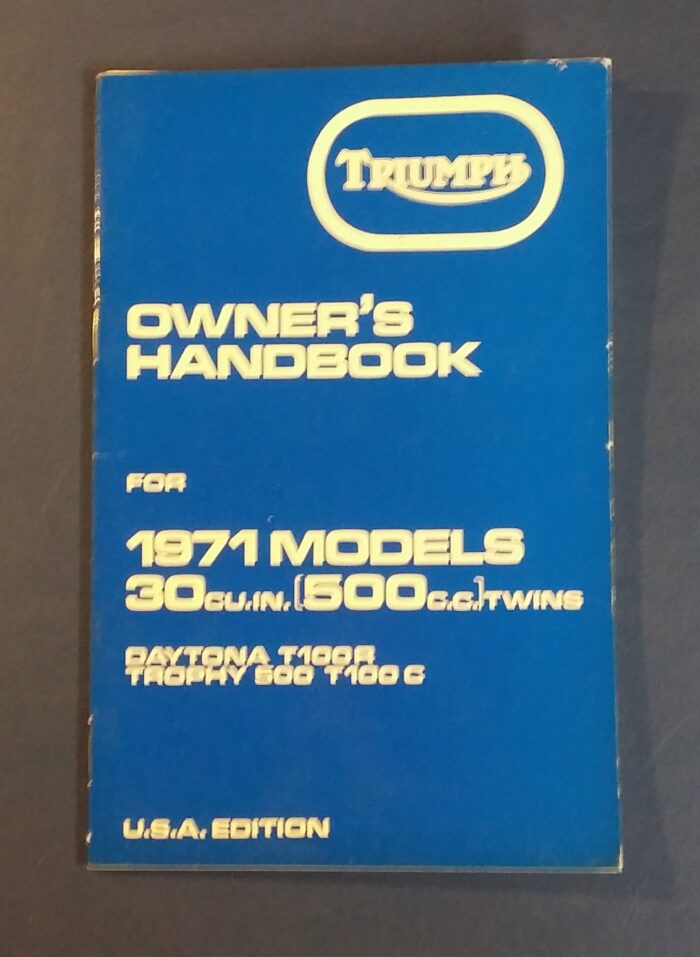 TRIUMPH
OWNER'S
HANDBOOK
FOR
1971 MODELS
30CU.IN.[500C.C.]TWINS
DAYTONA T100R
TROPHY 500 T100C
U.S.A. EDITION